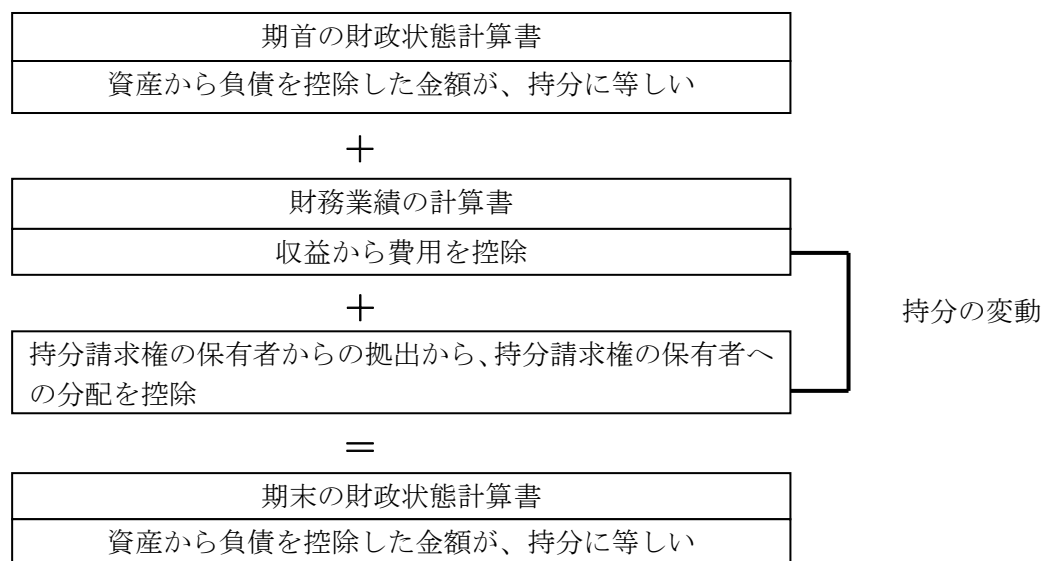 期首の財政状態計算書
資産から負債を控除した金額が、持分に等しい
＋
財務業績の計算書
収益から費用を控除
＋
持分の変動
持分請求権の保有者からの拠出から、持分請求権の保有者へ
の分配を控除
＝
期末の財政状態計算書
資産から負債を控除した金額が、持分に等しい